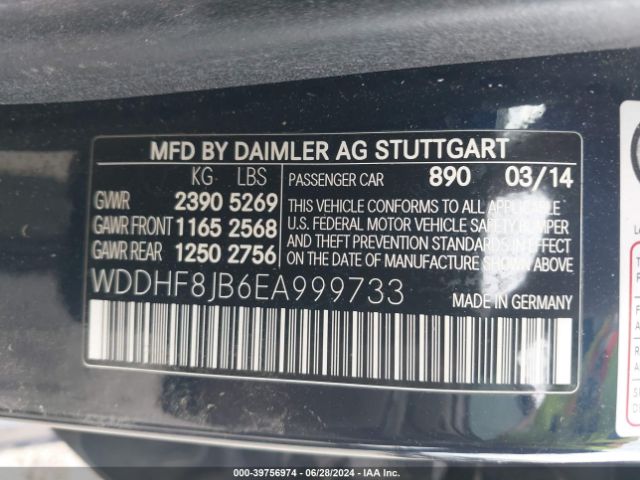 MFD BY DAIMLER AG STUTTGART
KG LBS
GVWR 2390 5269
GAWR FRONT 1165 2568
GAWR REAR 1250 2756
PASSENGER CAR 890 03/14
THIS VEHICLE CONFORMS TO ALL APPLICABLE
U.S. FEDERAL MOTOR VEHICLE SAFETY BUMPER
AND THEFT PREVENTION STANDARDS IN EFFECT
ON THE DATE OF MANUFACTURE SHOWN ABOVE
WDDHF8JB6EA999733 MADE IN GERMANY
000-39756974 | 06/28/2024 | IAA Inc.